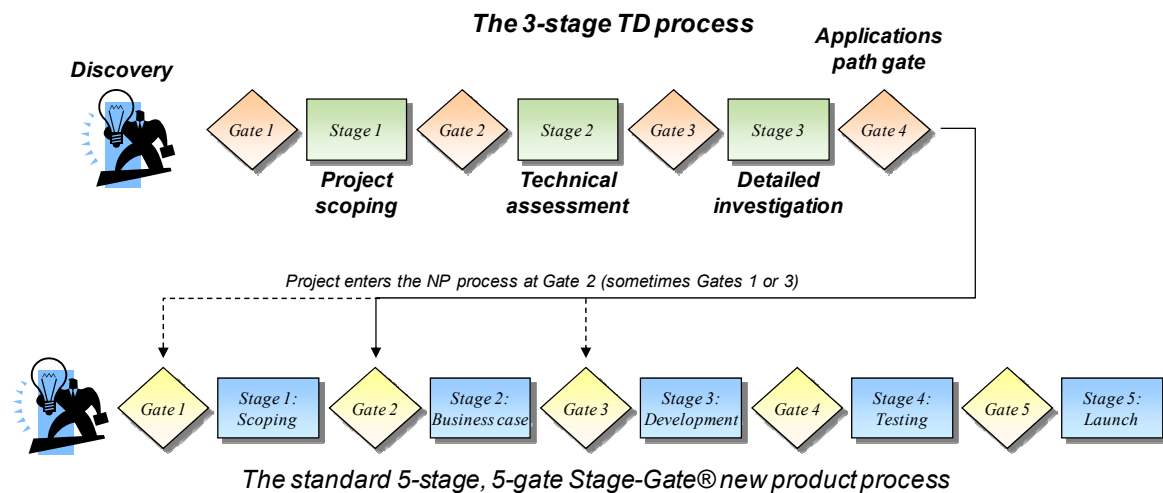 The 3-stage TD process
Applications
path gate
Discovery
Gate 1
Stage 1
Gate 2
Stage 2
Gate 3
Stage 3
Gate 4
Project
scoping
Technical
assessment
Detailed
investigation
Project enters the NP process at Gate 2 (sometimes Gates 1 or 3)
Gate 1
Stage 1:
Scoping
Gate 2
Stage 2:
Business case
Gate 3
Stage 3:
Development
Gate 4
Stage 4:
Testing
Gate 5
Stage 5:
Launch
The standard 5-stage, 5-gate Stage-Gate® new product process